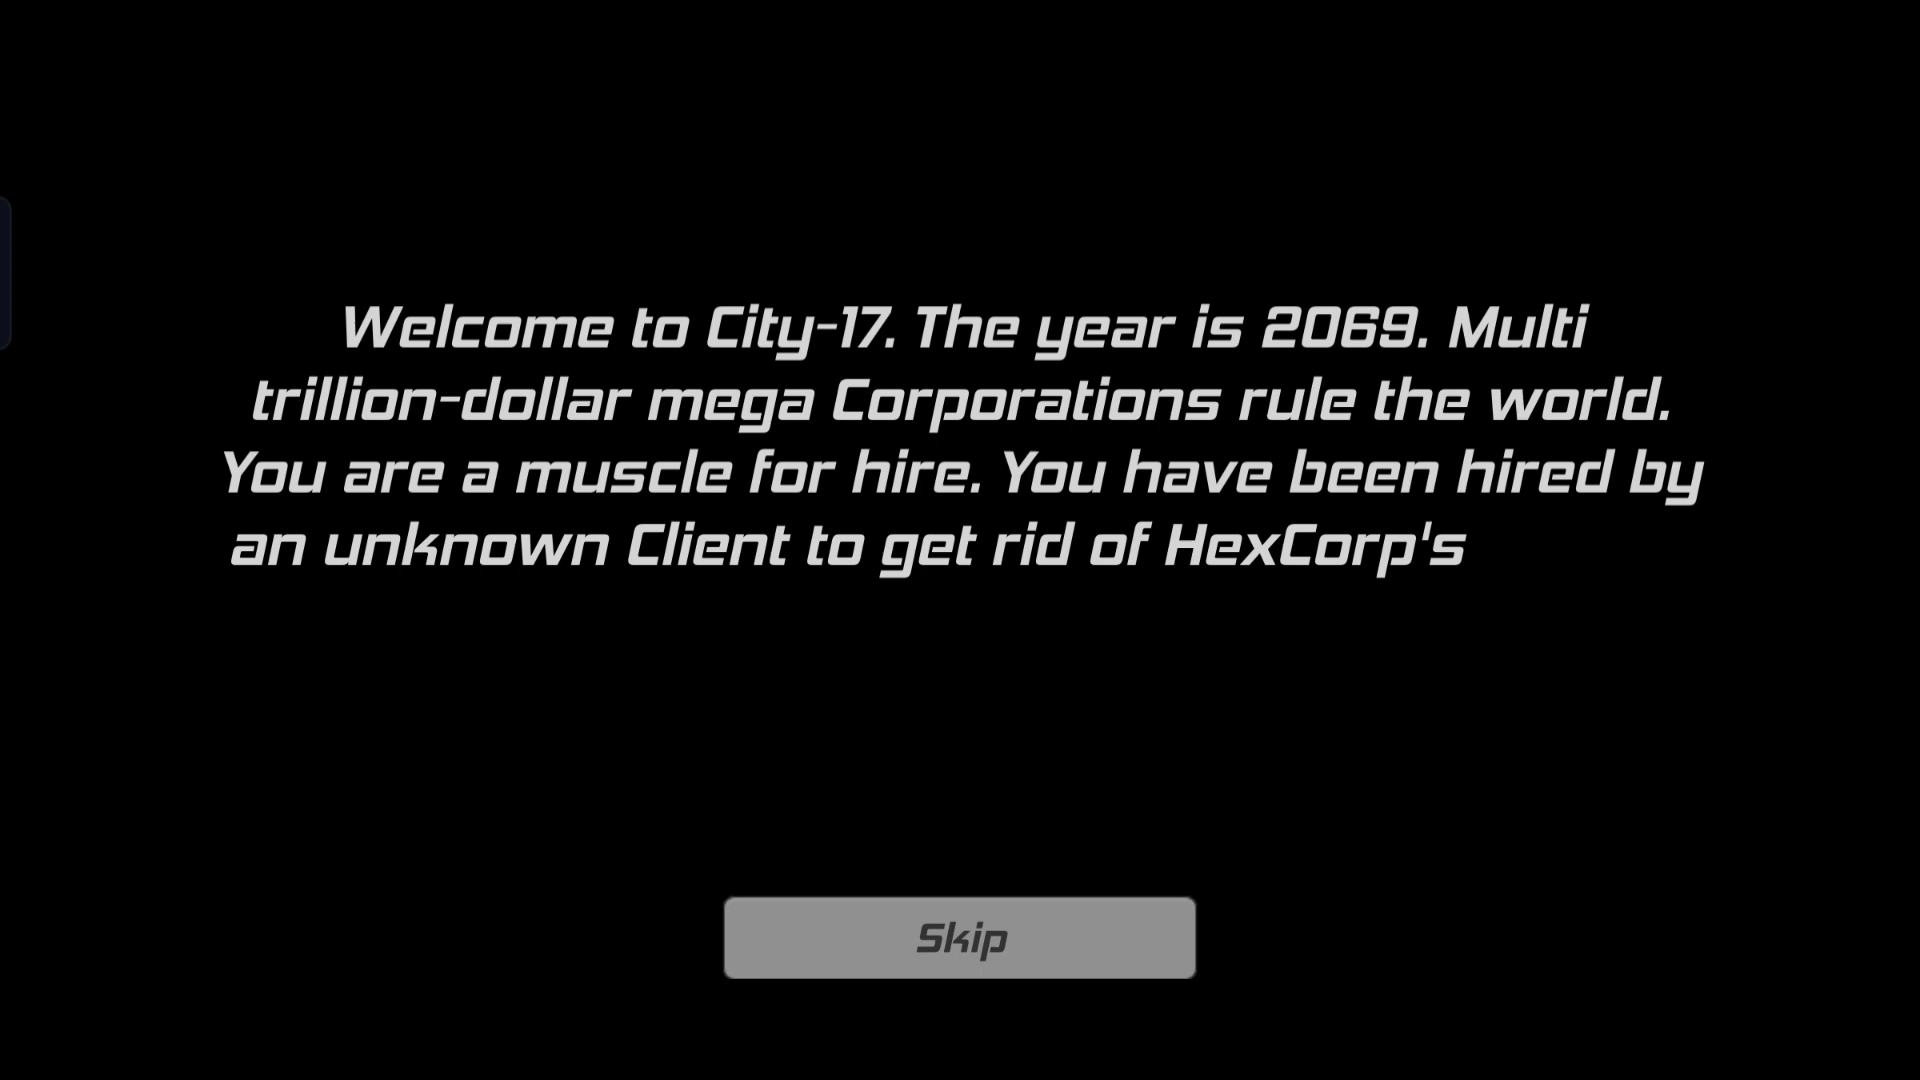 Welcome to City-17. The year is 2069. Multi
trillion-dollar mega Corporations rule the world.
You are a muscle for hire. You have been hired by
an unknown Client to get rid of HexCorp's
Skip